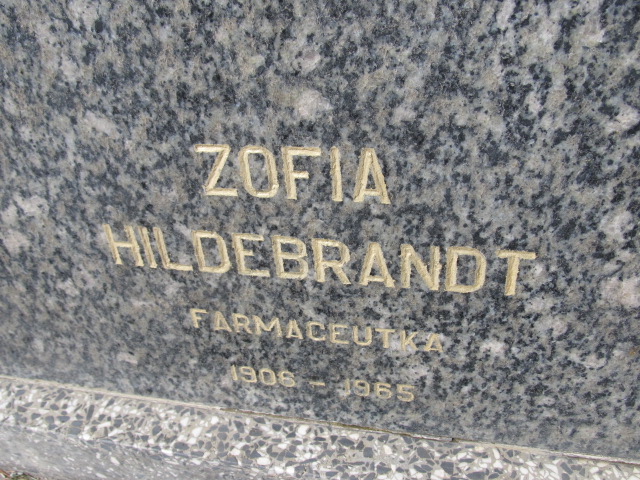 ZOFIA
HILDEBRANDT
FARMACEUTKA
1906 – 1965